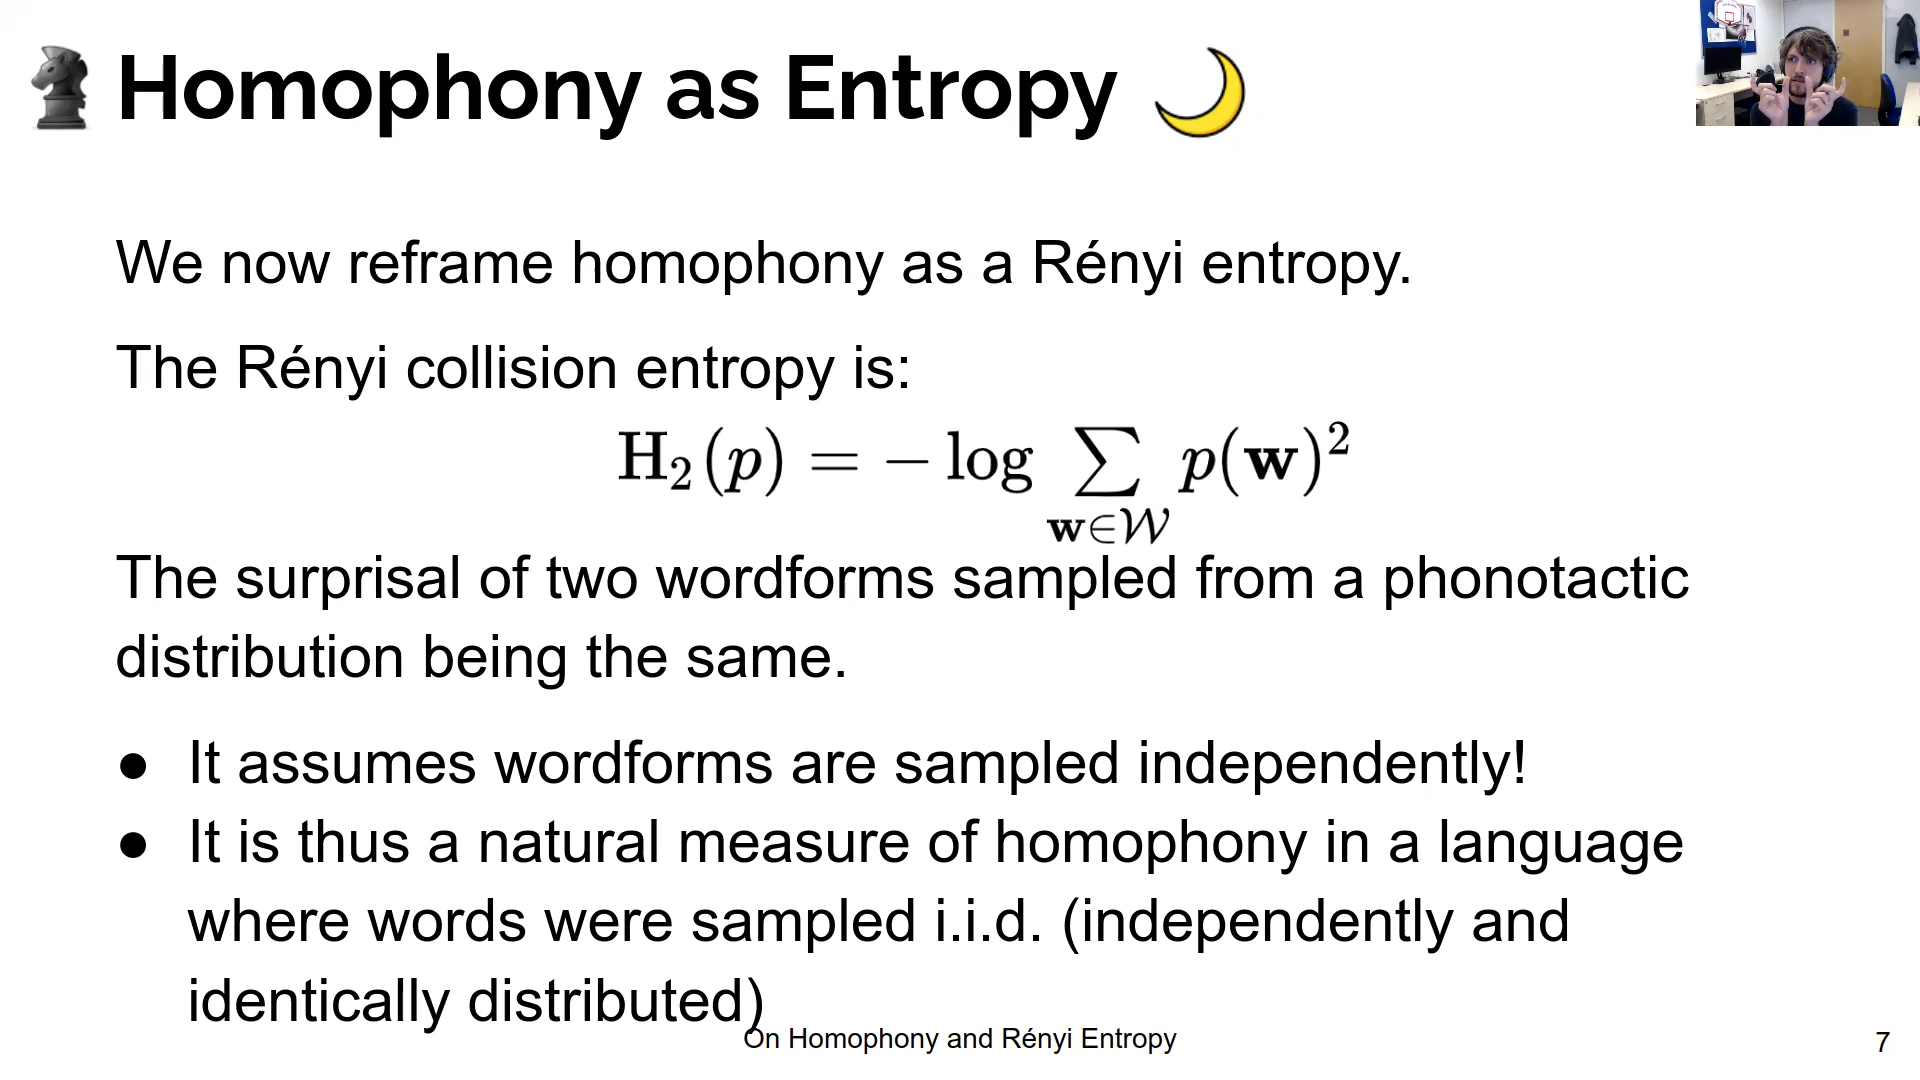 Homophony as Entropy
We now reframe homophony as a Rényi entropy.
The Rényi collision entropy is:
H₂(p) = − log ∑ p(w)²
w∈𝒲
The surprisal of two wordforms sampled from a phonotactic
distribution being the same.
● It assumes wordforms are sampled independently!
● It is thus a natural measure of homophony in a language
where words were sampled i.i.d. (independently and
identically distributed)
On Homophony and Rényi Entropy
7